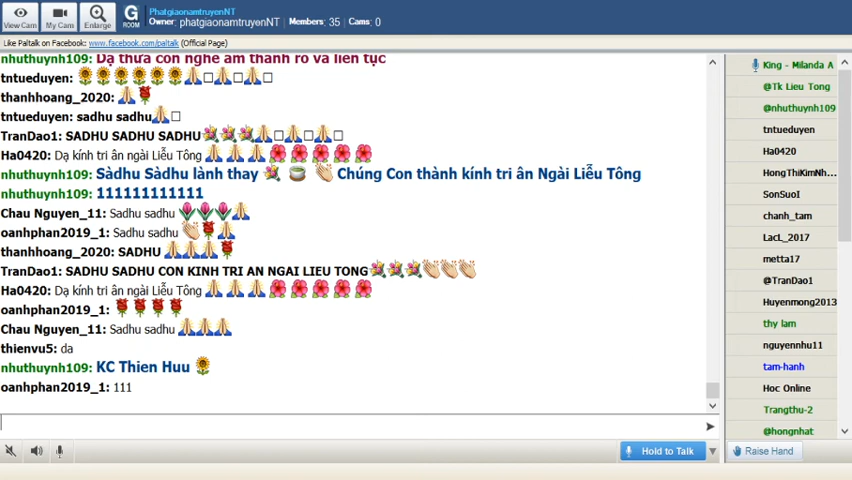 PhatgiaonamtruyenNT
Owner: phatgiaonamtruyenNT Members: 35 Cams: 0
View Cam My Cam Enlarge G ROOM
Like Paltalk on Facebook: www.facebook.com/paltalk (Official Page)
nhuthuynh109: Dạ thưa con nghe âm thanh rõ và liên tục
tntueduyen:
thanhhoang_2020:
tntueduyen: sadhu sadhu
TranDao1: SADHU SADHU SADHU
Ha0420: Dạ kính tri ân ngài Liễu Tông
nhuthuynh109: Sàdhu Sàdhu lành thay Chúng Con thành kính tri ân Ngài Liễu Tông
nhuthuynh109: 111111111111
Chau Nguyen_11: Sadhu sadhu
oanhphan2019_1: Sadhu sadhu
thanhhoang_2020: SADHU
TranDao1: SADHU SADHU CON KINH TRI AN NGAI LIEU TONG
Ha0420: Dạ kính tri ân ngài Liễu Tông
oanhphan2019_1:
Chau Nguyen_11: Sadhu sadhu
thienvu5: da
nhuthuynh109: KC Thien Huu
oanhphan2019_1: 111
Hold to Talk
King - Milanda A
@Tk Lieu Tong
@nhuthuynh109
tntueduyen
Ha0420
HongThiKimNh...
SonSuoI
chanh_tam
LacL_2017
metta17
@TranDao1
Huyenmong2013
thy lam
nguyennhu11
tam-hanh
Hoc Online
Trangthu-2
@hongnhat
Raise Hand